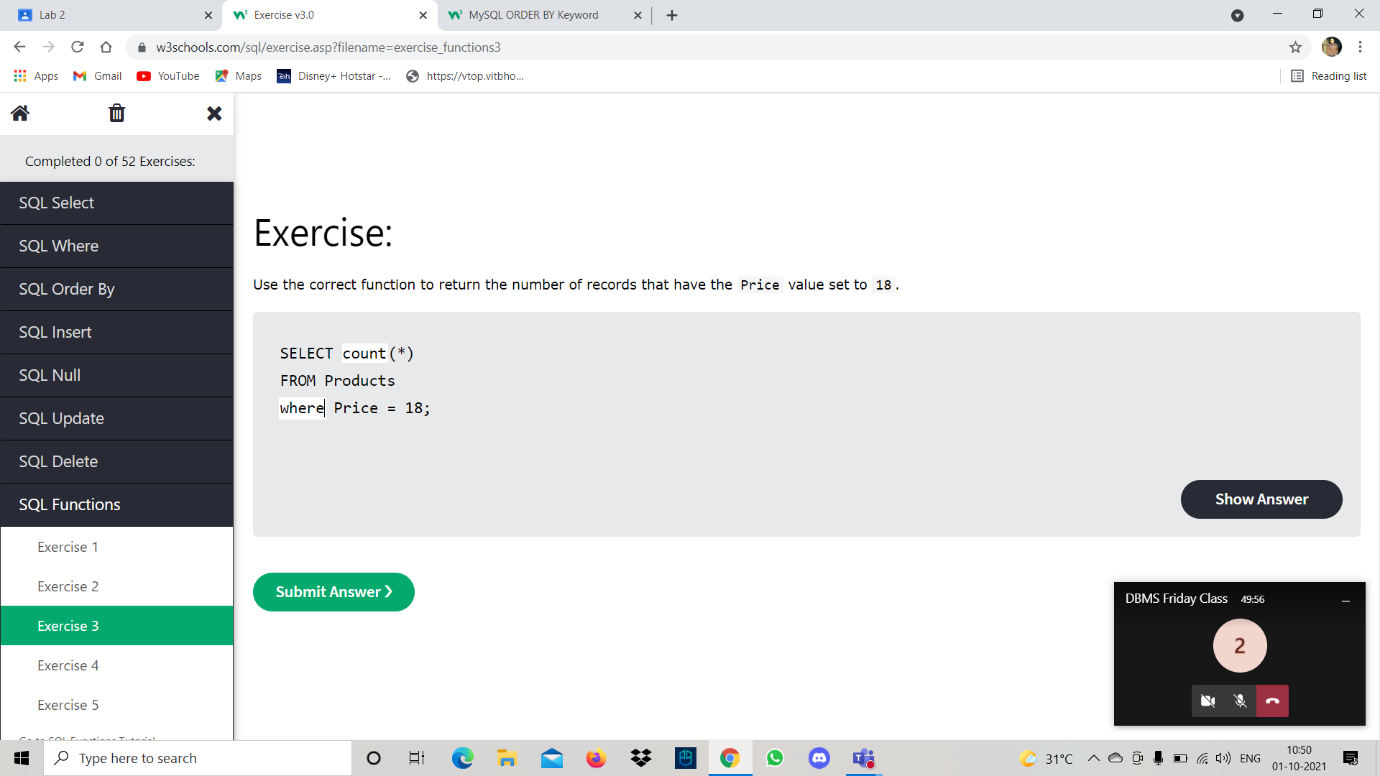 Lab 2
Exercise v3.0
MySQL ORDER BY Keyword
w3schools.com/sql/exercise.asp?filename=exercise_functions3
Apps
Gmail
YouTube
Maps
Disney+ Hotstar -...
https://vtop.vitbho...
Reading list
Completed 0 of 52 Exercises:
SQL Select
SQL Where
SQL Order By
SQL Insert
SQL Null
SQL Update
SQL Delete
SQL Functions
Exercise 1
Exercise 2
Exercise 3
Exercise 4
Exercise 5
Exercise:
Use the correct function to return the number of records that have the Price value set to 18.
SELECT count(*)
FROM Products
where Price = 18;
Show Answer
Submit Answer ❯
DBMS Friday Class 49:56
2
Type here to search
31°C
ENG
10:50
01-10-2021